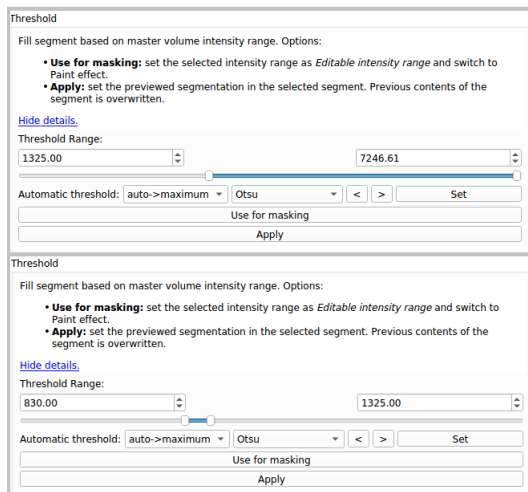 Threshold
Fill segment based on master volume intensity range. Options:
• Use for masking: set the selected intensity range as Editable intensity range and switch to
Paint effect.
• Apply: set the previewed segmentation in the selected segment. Previous contents of the
segment is overwritten.
Hide details.
Threshold Range:
1325.00 7246.61
Automatic threshold: auto->maximum Otsu < > Set
Use for masking
Apply
Threshold
Fill segment based on master volume intensity range. Options:
• Use for masking: set the selected intensity range as Editable intensity range and switch to
Paint effect.
• Apply: set the previewed segmentation in the selected segment. Previous contents of the
segment is overwritten.
Hide details.
Threshold Range:
830.00 1325.00
Automatic threshold: auto->maximum Otsu < > Set
Use for masking
Apply